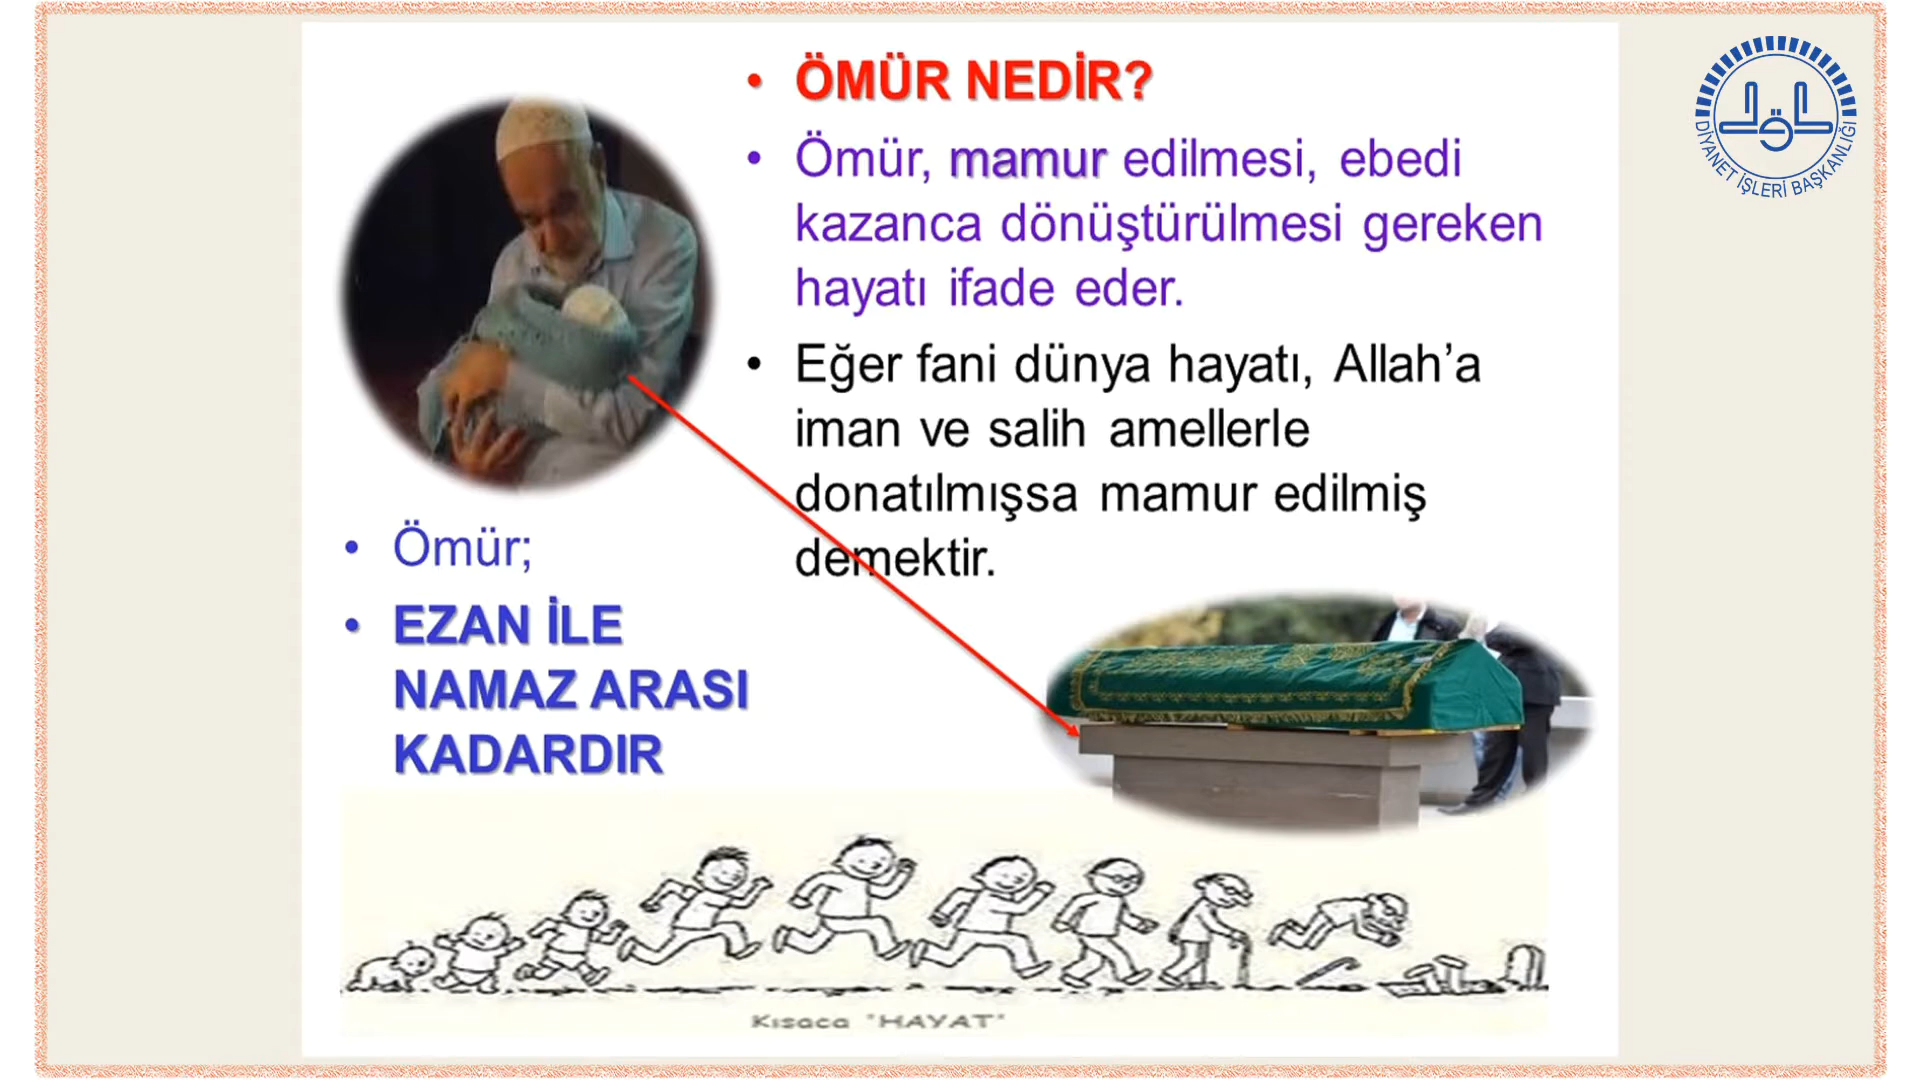 ÖMÜR NEDİR?
Ömür, mamur edilmesi, ebedi
kazanca dönüştürülmesi gereken
hayatı ifade eder.
Eğer fani dünya hayatı, Allah’a
iman ve salih amellerle
donatılmışsa mamur edilmiş
demektir.
Ömür;
EZAN İLE
NAMAZ ARASI
KADARDIR
Kısaca "HAYAT"
DİYANET İŞLERİ BAŞKANLIĞI